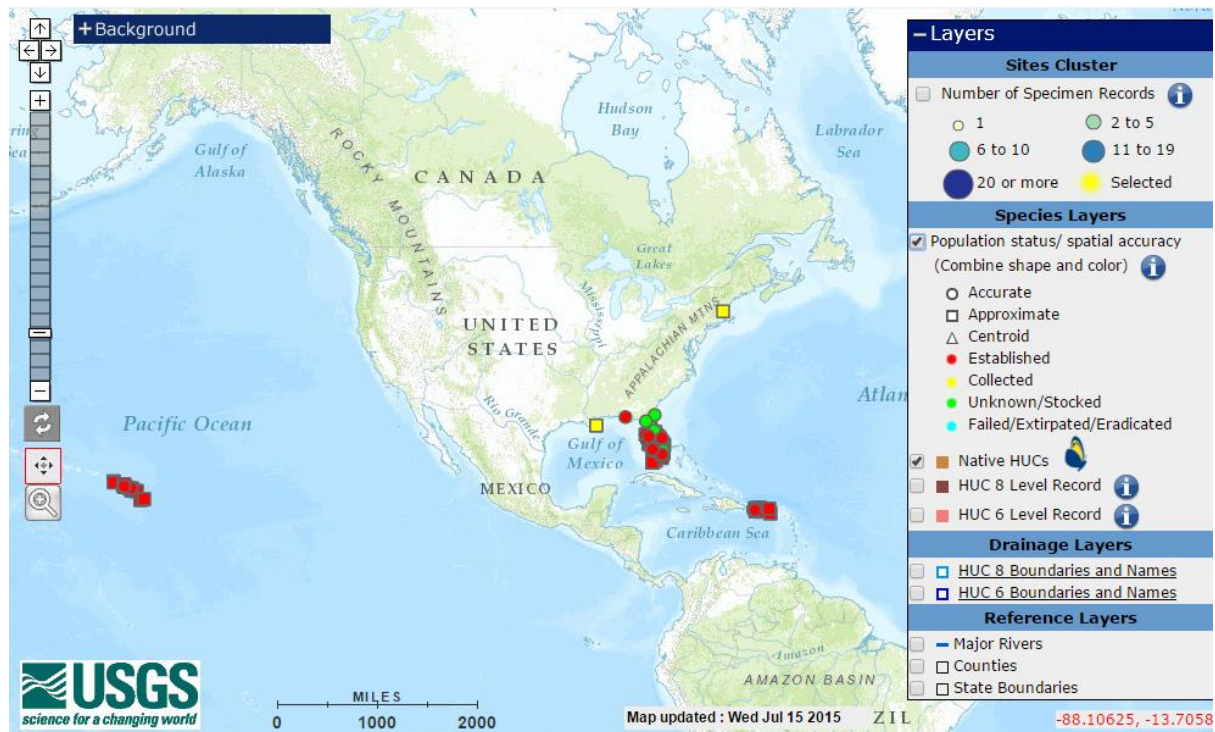 +Background
Hudson
Bay
Labrador
Sea
ring
ea
Gulf of
Alaska
ROCKY MOUNTAINS
CANADA
Great
Lakes
Mississippi
APPALACHIAN MTNS
UNITED
STATES
Atlan
Pacific Ocean
Rio Grande
Gulf of
Mexico
MEXICO
Caribbean Sea
Amazon
AMAZON BASIN
ZIL
−Layers
Sites Cluster
Number of Specimen Records
1
2 to 5
6 to 10
11 to 19
20 or more
Selected
Species Layers
Population status/ spatial accuracy
(Combine shape and color)
Accurate
Approximate
Centroid
Established
Collected
Unknown/Stocked
Failed/Extirpated/Eradicated
Native HUCs
HUC 8 Level Record
HUC 6 Level Record
Drainage Layers
HUC 8 Boundaries and Names
HUC 6 Boundaries and Names
Reference Layers
Major Rivers
Counties
State Boundaries
USGS
science for a changing world
MILES
0 1000 2000
Map updated : Wed Jul 15 2015
-88.10625, -13.7058